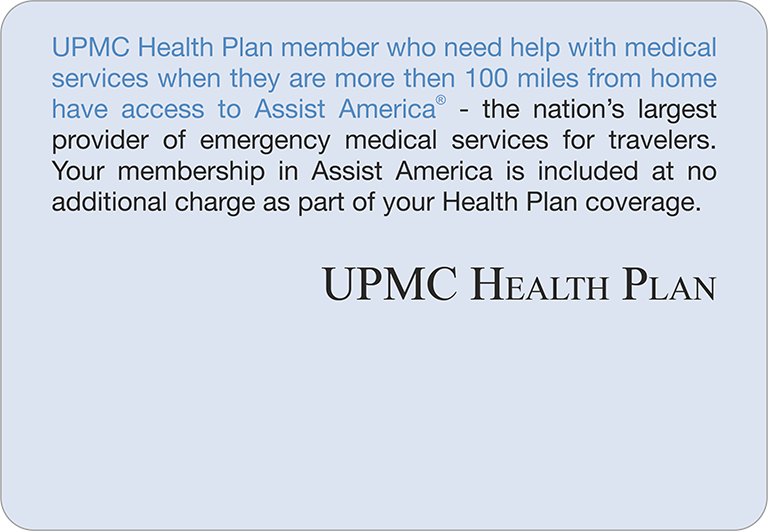 UPMC Health Plan member who need help with medical
services when they are more then 100 miles from home
have access to Assist America® - the nation's largest
provider of emergency medical services for travelers.
Your membership in Assist America is included at no
additional charge as part of your Health Plan coverage.
UPMC HEALTH PLAN